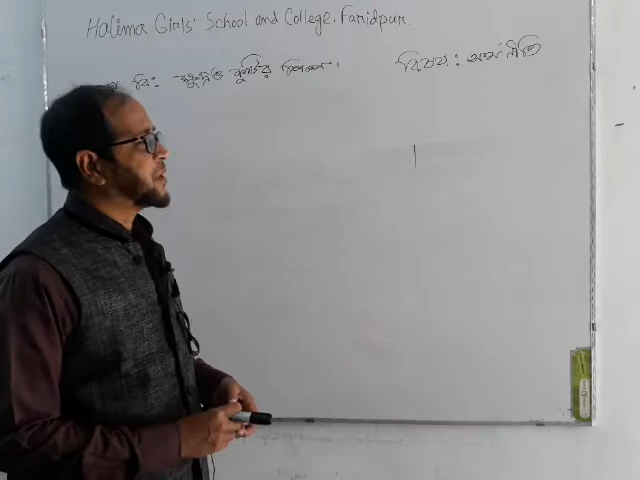 Halima Girls' School and College, Faridpur.
বি: ক্ষুদ্র ও কুটির শিল্প। বিষয়: অর্থনীতি